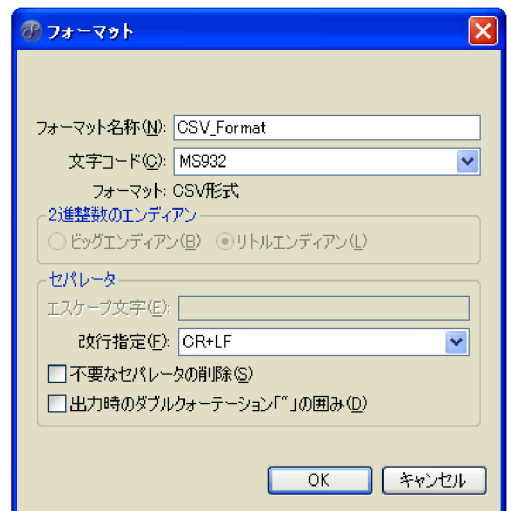 フォーマット
フォーマット名称(N): CSV_Format
文字コード(C): MS932
フォーマット: CSV形式
2進整数のエンディアン
ビッグエンディアン(B) リトルエンディアン(L)
セパレータ
エスケープ文字(E):
改行指定(F): CR+LF
不要なセパレータの削除(S)
出力時のダブルクォーテーション「"」の囲み(D)
OK キャンセル